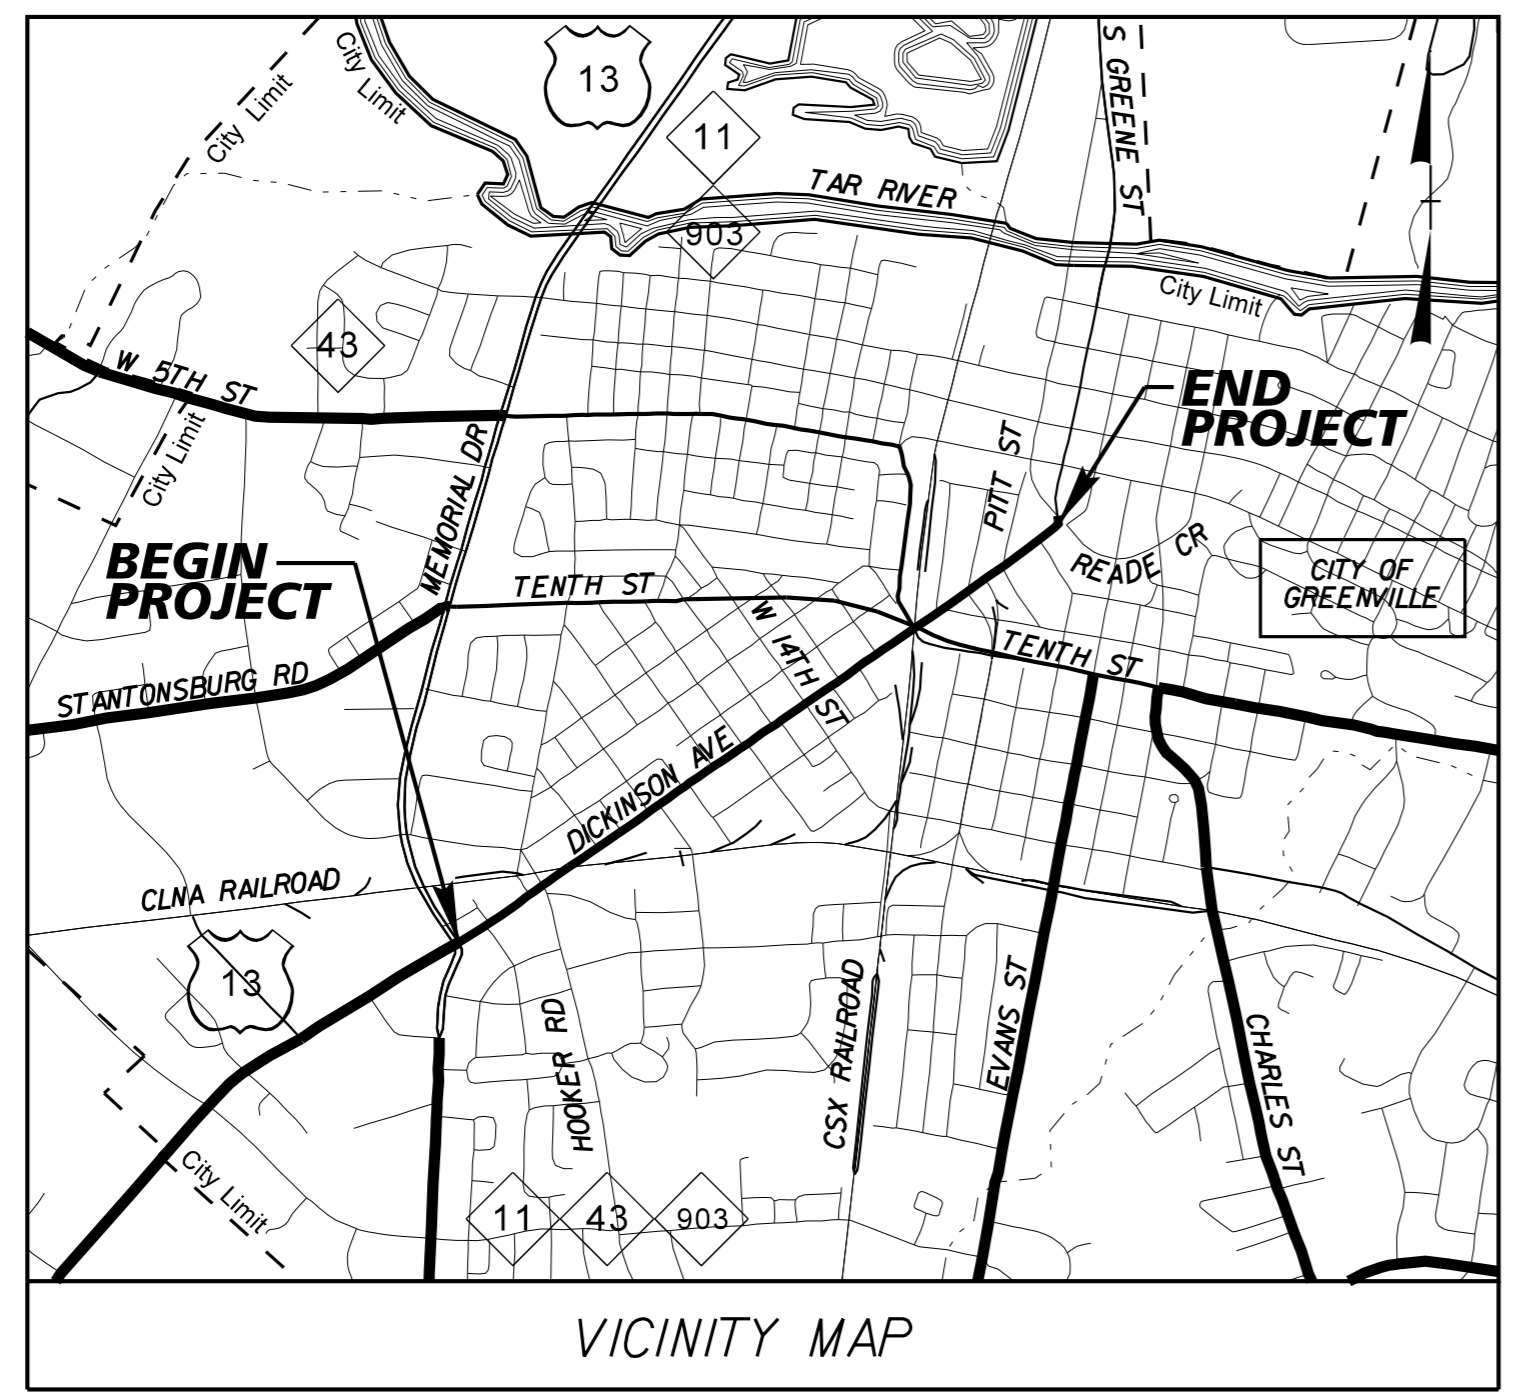 City Limit
City Limit
13
11
S GREENE ST
TAR RIVER
903
City Limit
43
W 5TH ST
City Limit
MEMORIAL DR
END
PROJECT
PITT ST
READE CR
BEGIN
PROJECT
CITY OF
GREENVILLE
TENTH ST
W 14TH ST
TENTH ST
STANTONSBURG RD
DICKINSON AVE
CLNA RAILROAD
13
HOOKER RD
CSX RAILROAD
EVANS ST
CHARLES ST
City Limit
11
43
903
VICINITY MAP